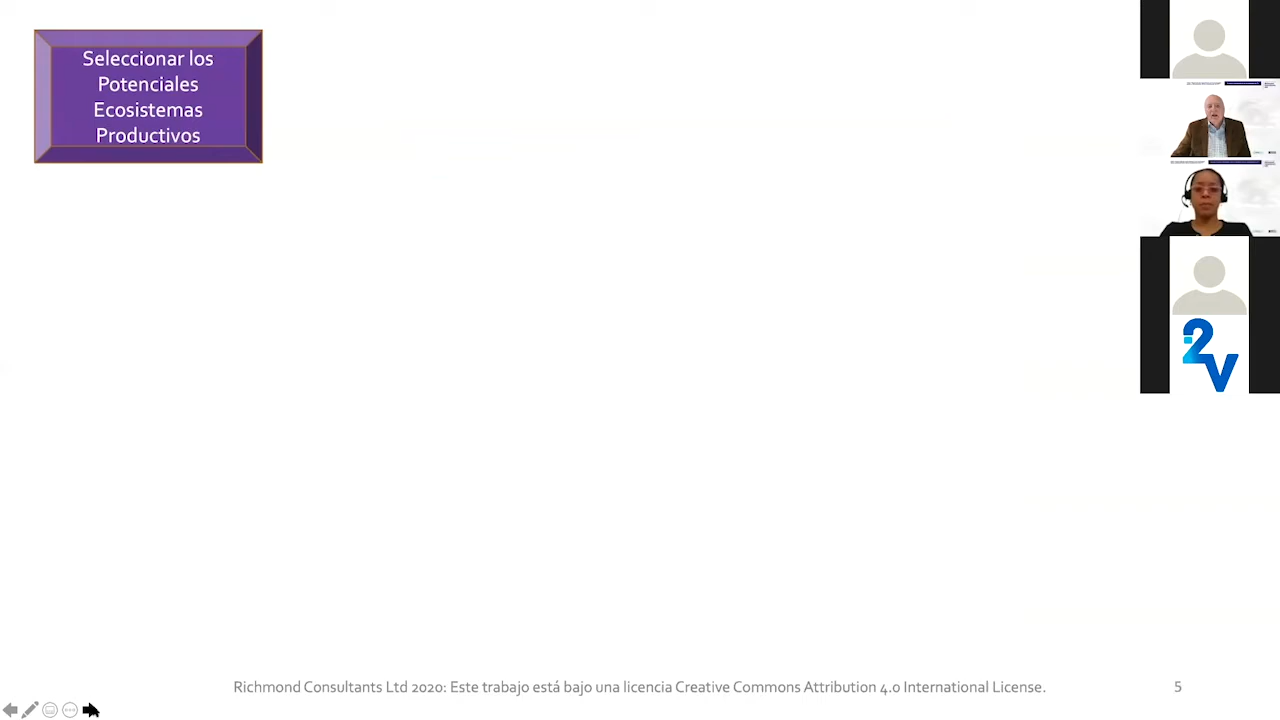 Seleccionar los
Potenciales
Ecosistemas
Productivos
2V
Richmond Consultants Ltd 2020: Este trabajo está bajo una licencia Creative Commons Attribution 4.0 International License.
5